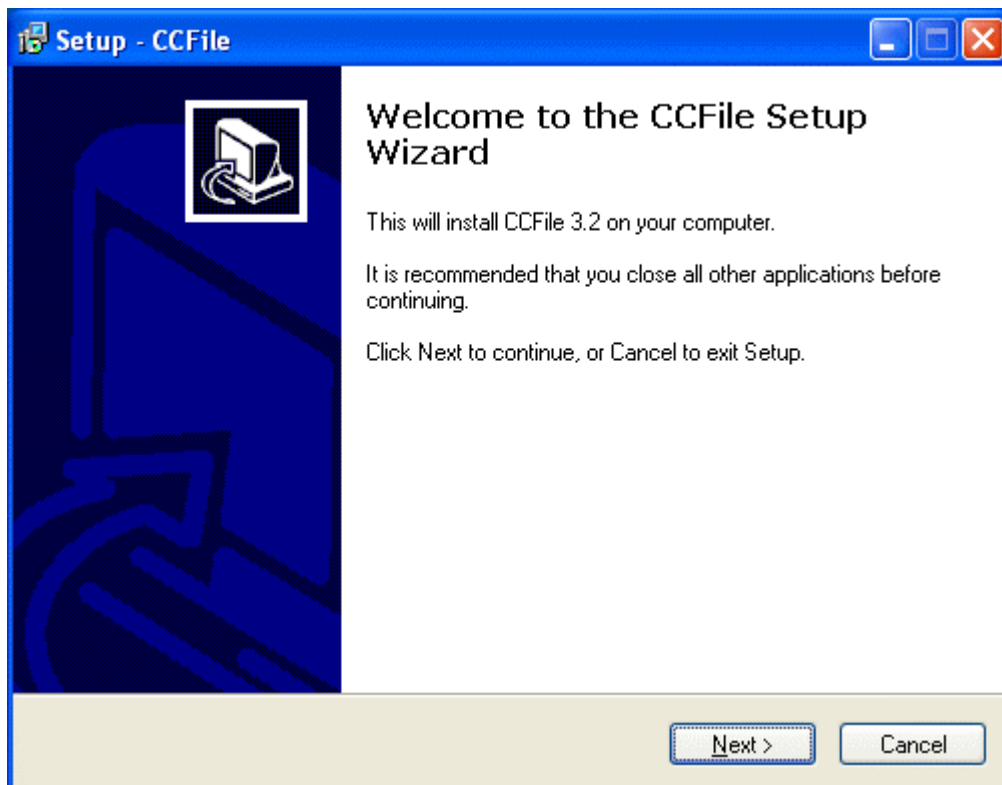 Setup - CCFile
Welcome to the CCFile Setup
Wizard
This will install CCFile 3.2 on your computer.
It is recommended that you close all other applications before
continuing.
Click Next to continue, or Cancel to exit Setup.
Next >
Cancel